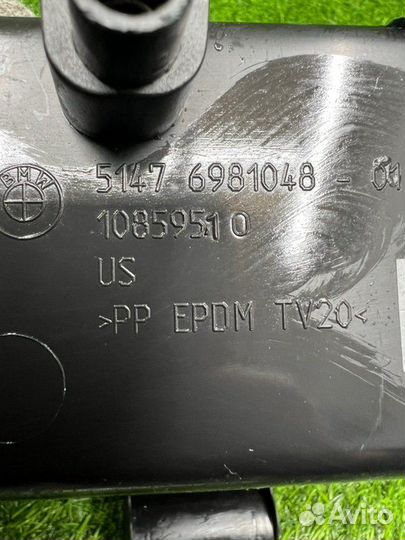 BMW
5147 6981048 - 01
1085951 0
US
>PP EPDM TV20<
Avito